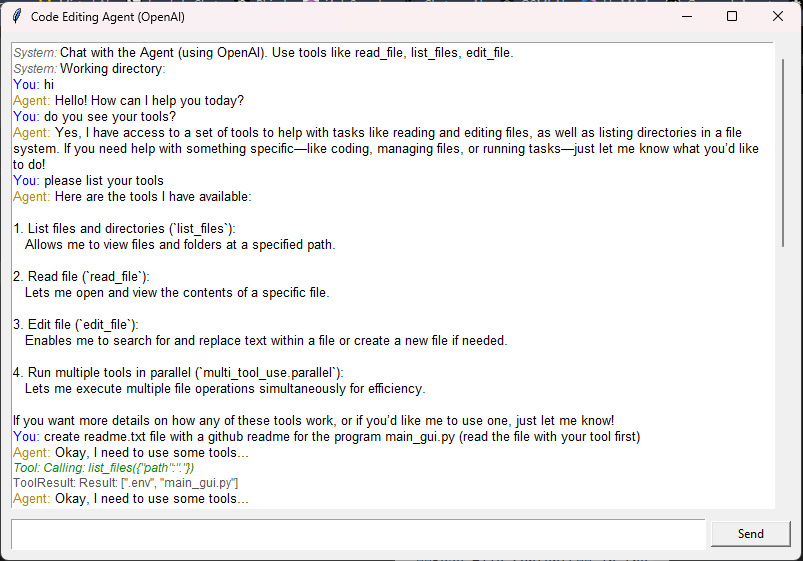 Code Editing Agent (OpenAI)
System: Chat with the Agent (using OpenAI). Use tools like read_file, list_files, edit_file.
System: Working directory:
You: hi
Agent: Hello! How can I help you today?
You: do you see your tools?
Agent: Yes, I have access to a set of tools to help with tasks like reading and editing files, as well as listing directories in a file
system. If you need help with something specific—like coding, managing files, or running tasks—just let me know what you'd like
to do!
You: please list your tools
Agent: Here are the tools I have available:
1. List files and directories (`list_files`):
Allows me to view files and folders at a specified path.
2. Read file (`read_file`):
Lets me open and view the contents of a specific file.
3. Edit file (`edit_file`):
Enables me to search for and replace text within a file or create a new file if needed.
4. Run multiple tools in parallel (`multi_tool_use.parallel`):
Lets me execute multiple file operations simultaneously for efficiency.
If you want more details on how any of these tools work, or if you'd like me to use one, just let me know!
You: create readme.txt file with a github readme for the program main_gui.py (read the file with your tool first)
Agent: Okay, I need to use some tools...
Tool: Calling: list_files({"path":"."})
ToolResult: Result: [".env", "main_gui.py"]
Agent: Okay, I need to use some tools...
Send